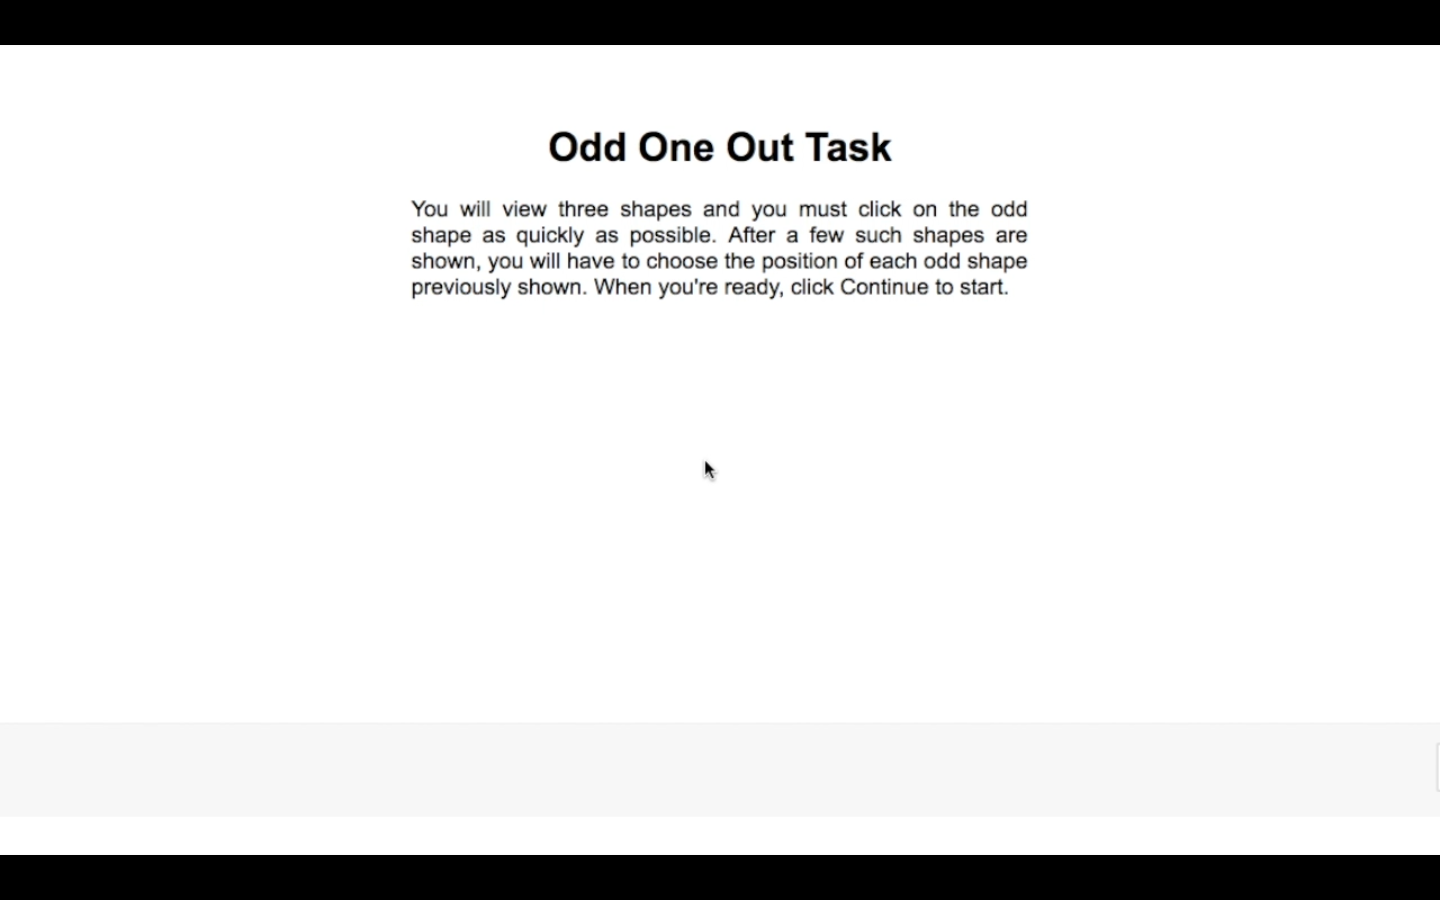 Odd One Out Task
You will view three shapes and you must click on the odd
shape as quickly as possible. After a few such shapes are
shown, you will have to choose the position of each odd shape
previously shown. When you're ready, click Continue to start.